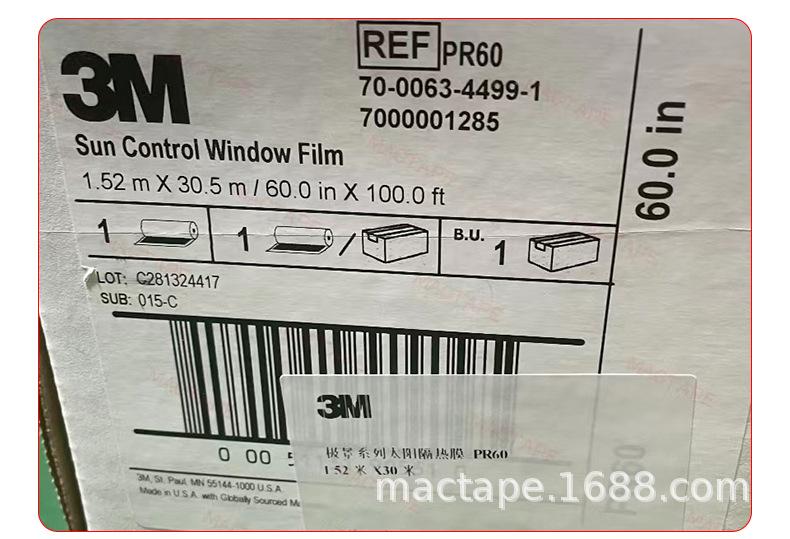 3M
REF PR60
70-0063-4499-1
7000001285
Sun Control Window Film
1.52 m X 30.5 m / 60.0 in X 100.0 ft
60.0 in
1 1 / B.U. 1
LOT: C281324417
SUB: 015-C
0 00
3M, St. Paul, MN 55144-1000 U.S.A.
Made in U.S.A. with Globally Sourced
3M
极景系列太阳隔热膜 PR60
1.52 米 X30 米
mactape.1688.com
MACTAPE